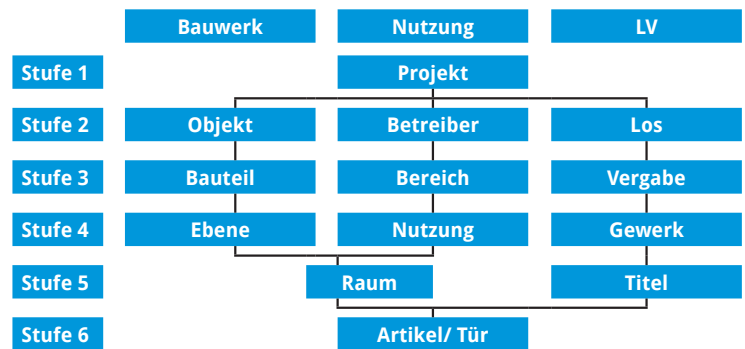 Bauwerk Nutzung LV
Stufe 1 Projekt
Stufe 2 Objekt Betreiber Los
Stufe 3 Bauteil Bereich Vergabe
Stufe 4 Ebene Nutzung Gewerk
Stufe 5 Raum Titel
Stufe 6 Artikel/ Tür